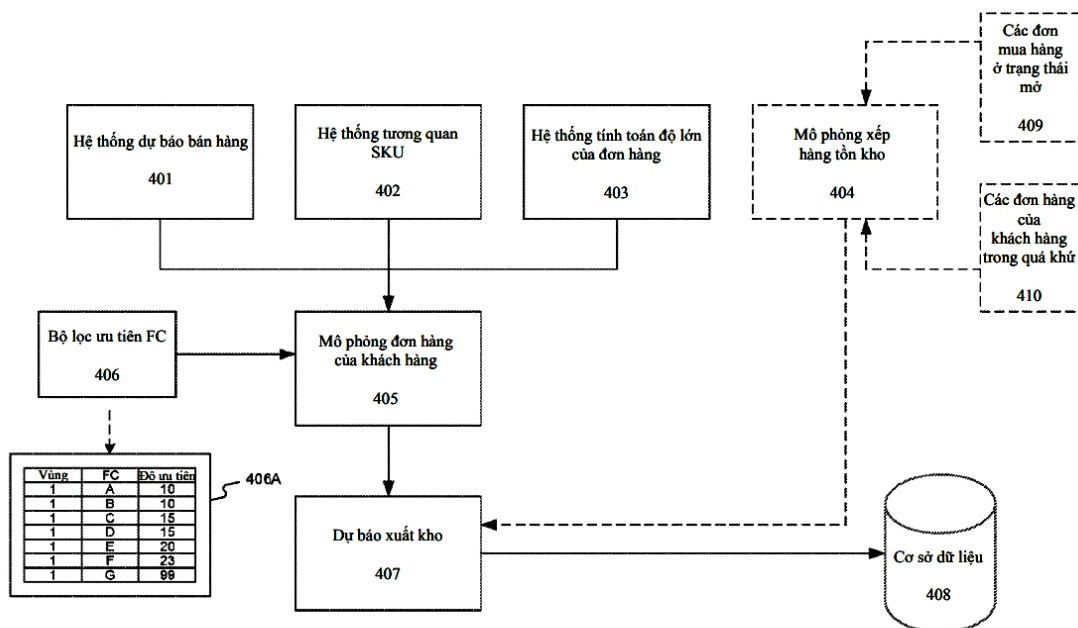 Các đơn
mua hàng
ở trạng thái
mở
409
Hệ thống dự báo bán hàng
401
Hệ thống tương quan
SKU
402
Hệ thống tính toán độ lớn
của đơn hàng
403
Mô phỏng xếp
hàng tồn kho
404
Các đơn hàng
của
khách hàng
trong quá khứ
410
Bộ lọc ưu tiên FC
406
Mô phỏng đơn hàng
của khách hàng
405
Vùng FC Đô ưu tiên
1 A 10
1 B 10
1 C 15
1 D 15
1 E 20
1 F 23
1 G 99
406A
Dự báo xuất kho
407
Cơ sở dữ liệu
408